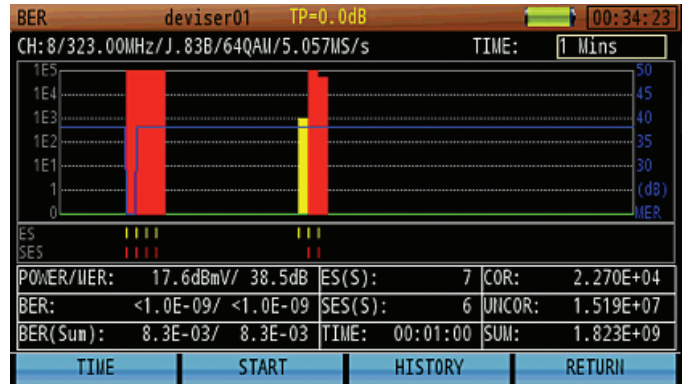 BER deviser01 TP=0.0dB 00:34:23
CH:8/323.00MHz/J.83B/64QAM/5.057MS/s TIME: 1 Mins
1E5 50
1E4 45
1E3 40
1E2 35
1E1 30
1 (dB)
0 MER
ES
SES
POWER/MER: 17.6dBmV/ 38.5dB ES(S): 7 COR: 2.270E+04
BER: <1.0E-09/ <1.0E-09 SES(S): 6 UNCOR: 1.519E+07
BER(Sum): 8.3E-03/ 8.3E-03 TIME: 00:01:00 SUM: 1.823E+09
TIME START HISTORY RETURN